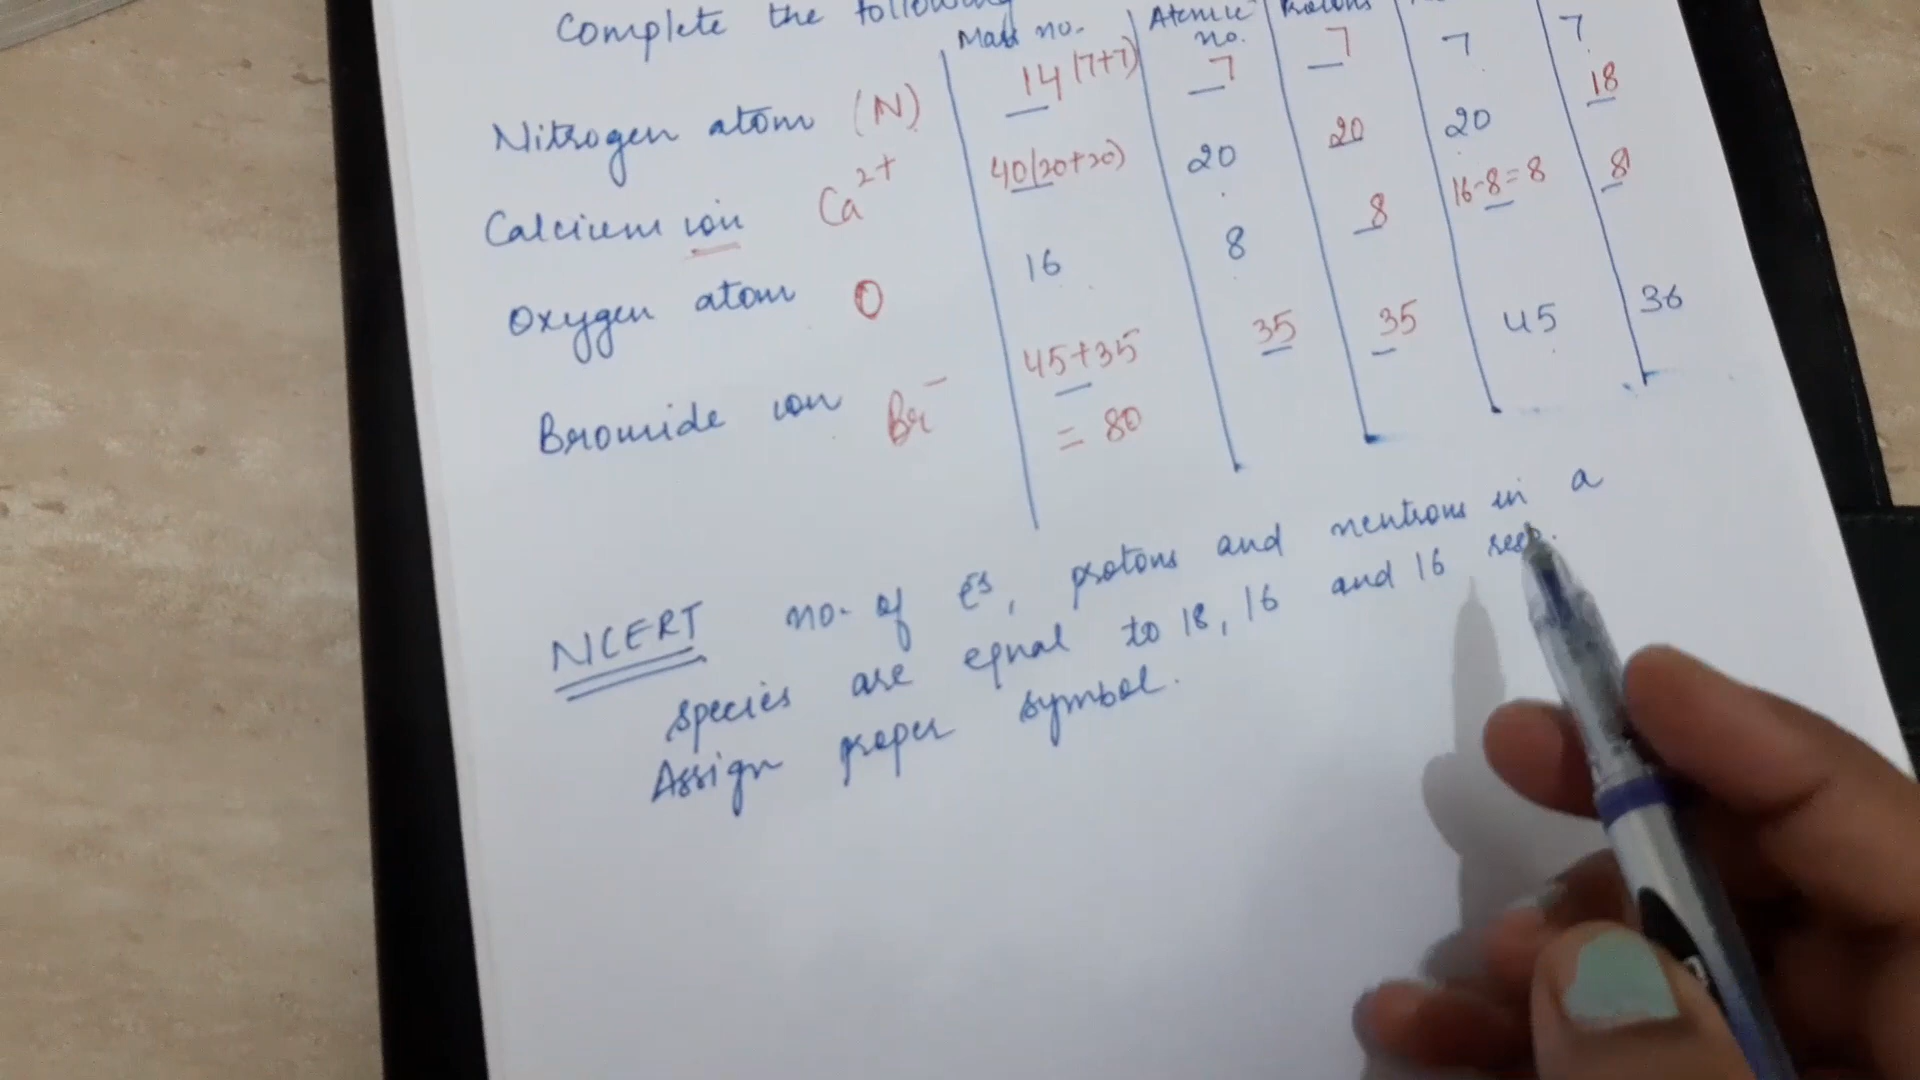 Complete the following
Mass no. Atomic no. Protons
Nitrogen atom (N) 14 (7+7) 7 7 7 7
Calcium ion Ca2+ 40(20+20) 20 20 20 18
Oxygen atom O 16 8 8 16-8=8 8
Bromide ion Br- 45+35 35 35 45 36
= 80
NCERT no. of e̅s, protons and neutrons in a
species are equal to 18, 16 and 16 resp.
Assign proper symbol.